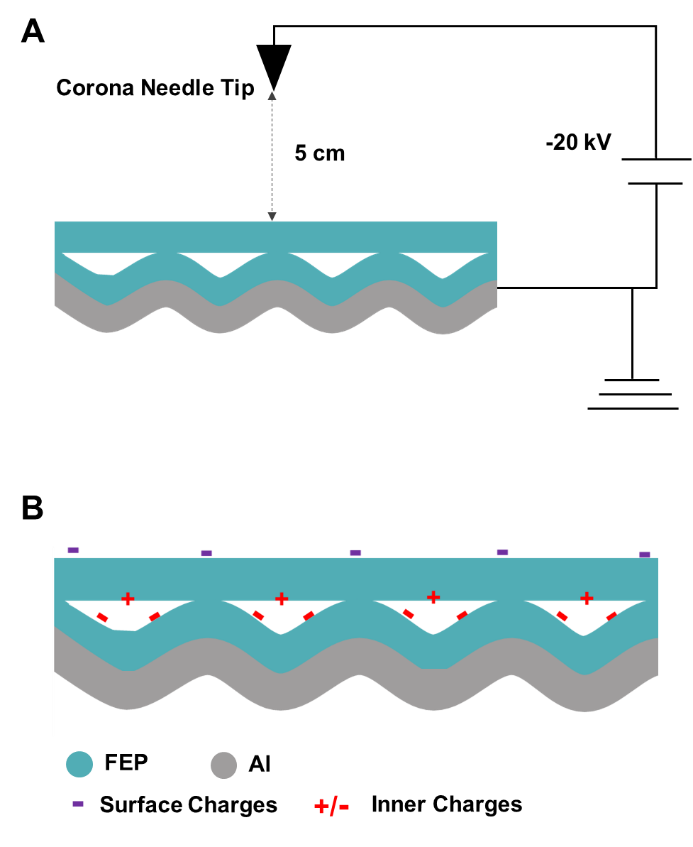 A
Corona Needle Tip
5 cm
-20 kV
B
- - - - -
+ + + +
- - - - - - - -
FEP
Al
- Surface Charges
+/- Inner Charges